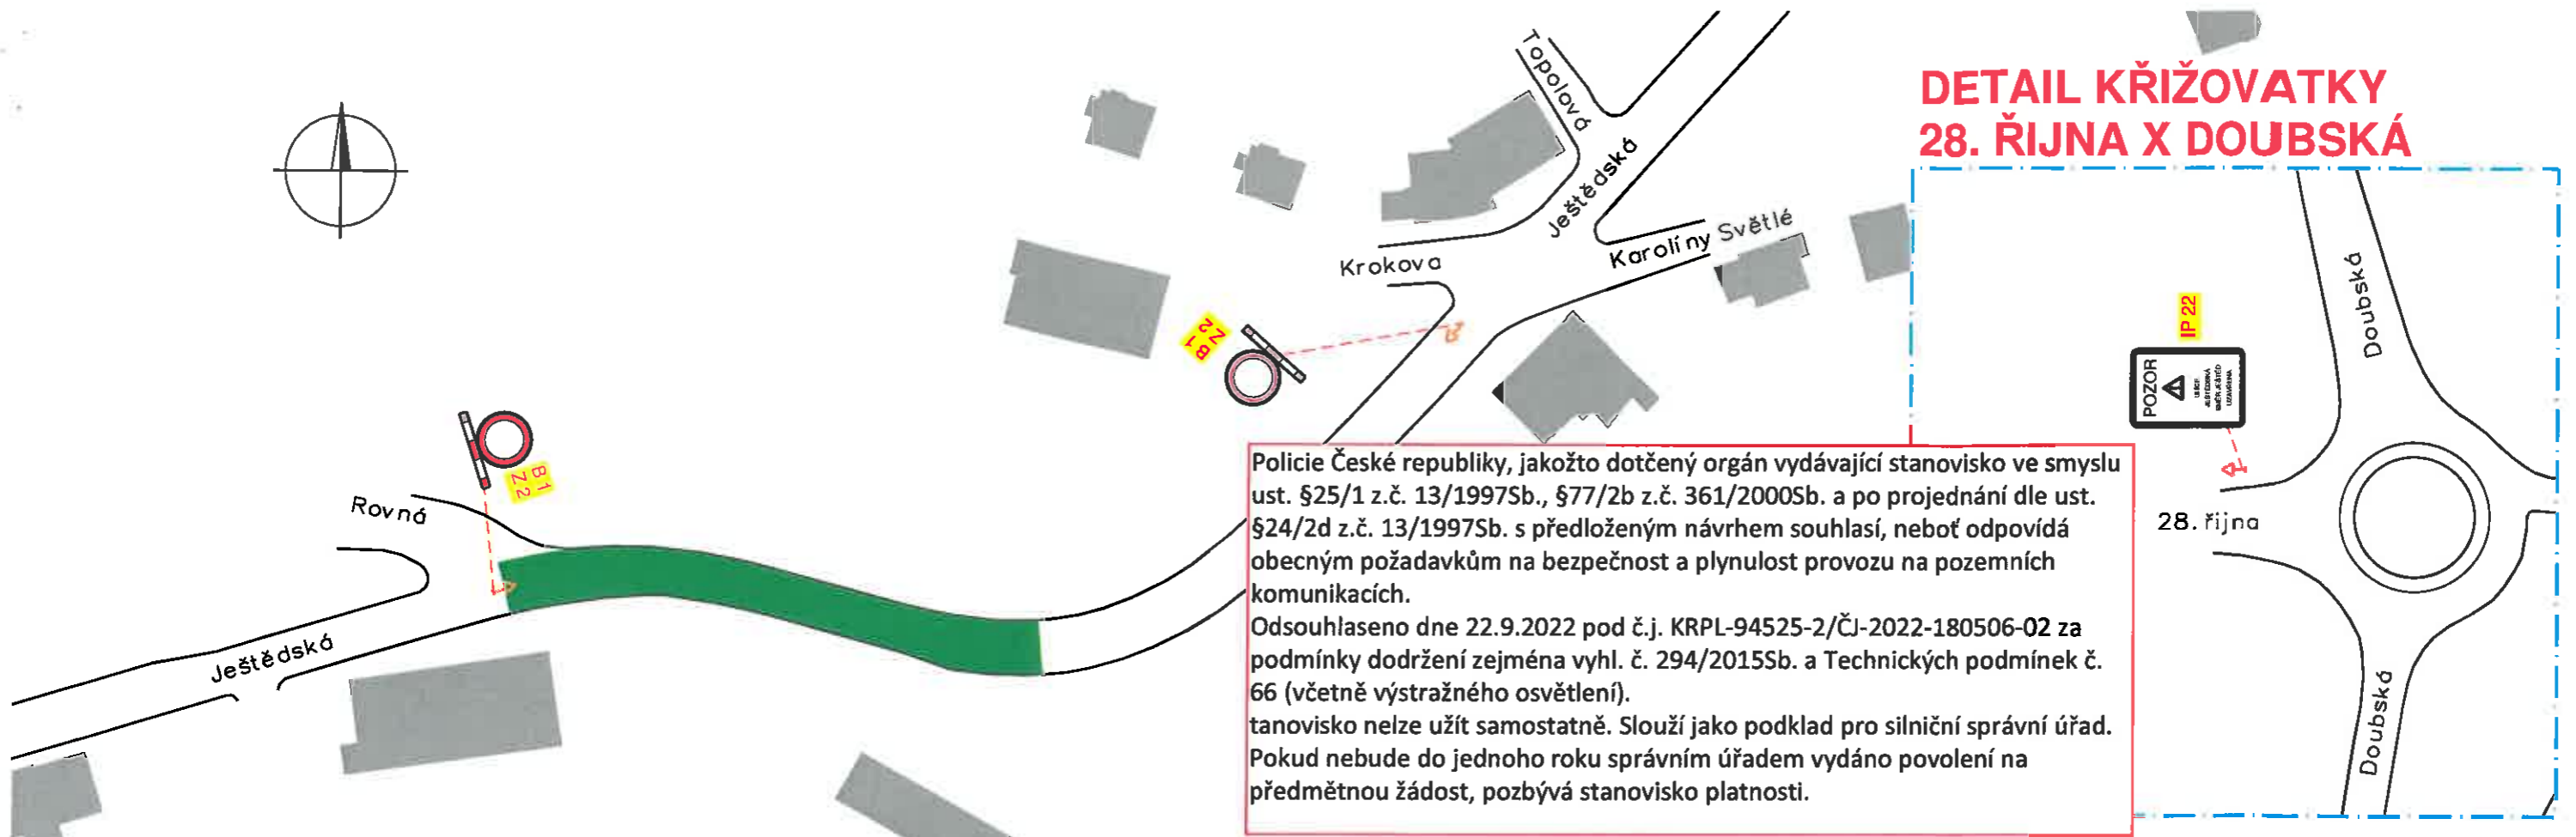 Topolová
Ještědská
Karolíny Světlé
Krokova
Z 2
B 1
B 1
Z 2
Rovná
Ještědská
DETAIL KŘIŽOVATKY
28. ŘIJNA X DOUBSKÁ
Doubská
IP 22
POZOR
28. řijna
Doubská
Policie České republiky, jakožto dotčený orgán vydávající stanovisko ve smyslu
ust. §25/1 z.č. 13/1997Sb., §77/2b z.č. 361/2000Sb. a po projednání dle ust.
§24/2d z.č. 13/1997Sb. s předloženým návrhem souhlasí, neboť odpovídá
obecným požadavkům na bezpečnost a plynulost provozu na pozemních
komunikacích.
Odsouhlaseno dne 22.9.2022 pod č.j. KRPL-94525-2/ČJ-2022-180506-02 za
podmínky dodržení zejména vyhl. č. 294/2015Sb. a Technických podmínek č.
66 (včetně výstražného osvětlení).
tanovisko nelze užít samostatně. Slouží jako podklad pro silniční správní úřad.
Pokud nebude do jednoho roku správním úřadem vydáno povolení na
předmětnou žádost, pozbývá stanovisko platnosti.